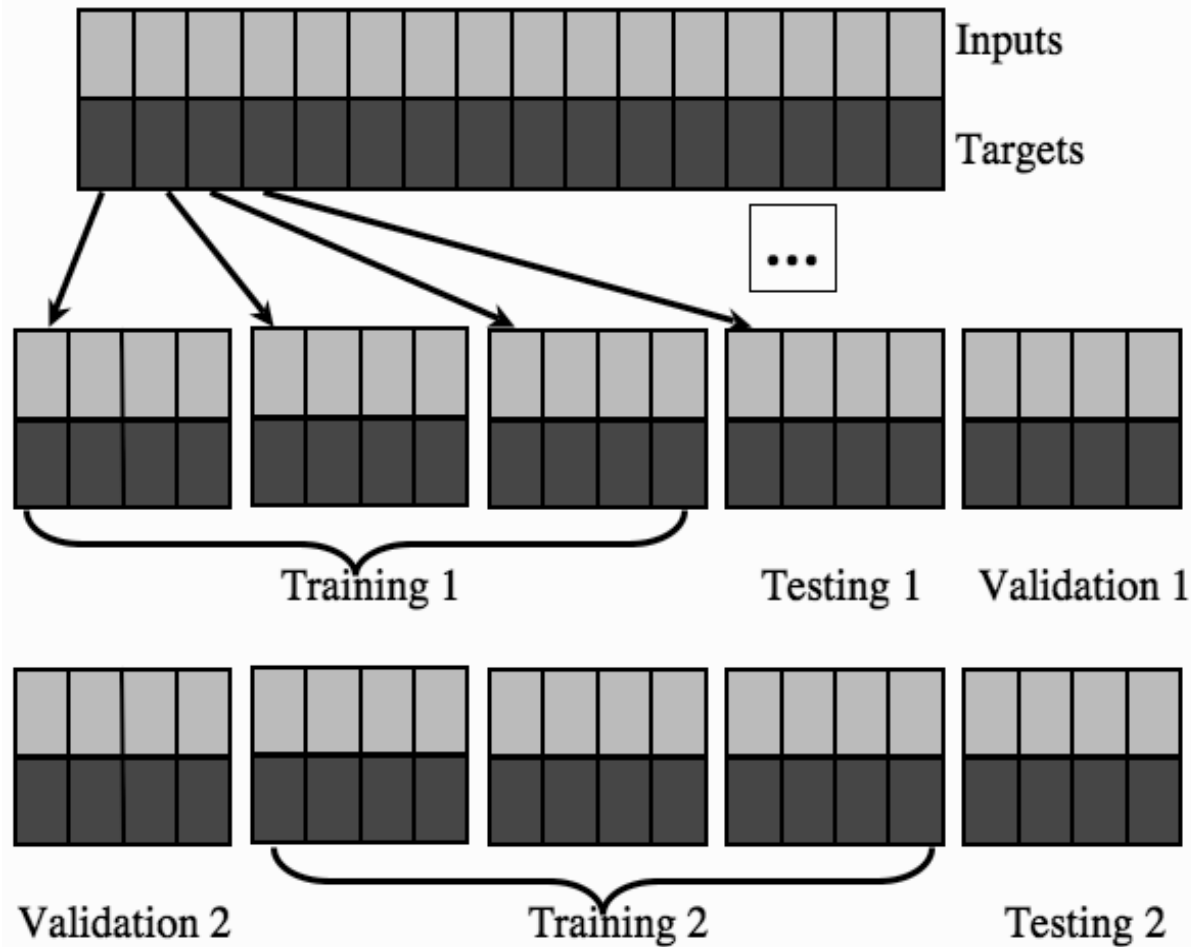 Inputs
Targets
...
Training 1
Testing 1
Validation 1
Validation 2
Training 2
Testing 2